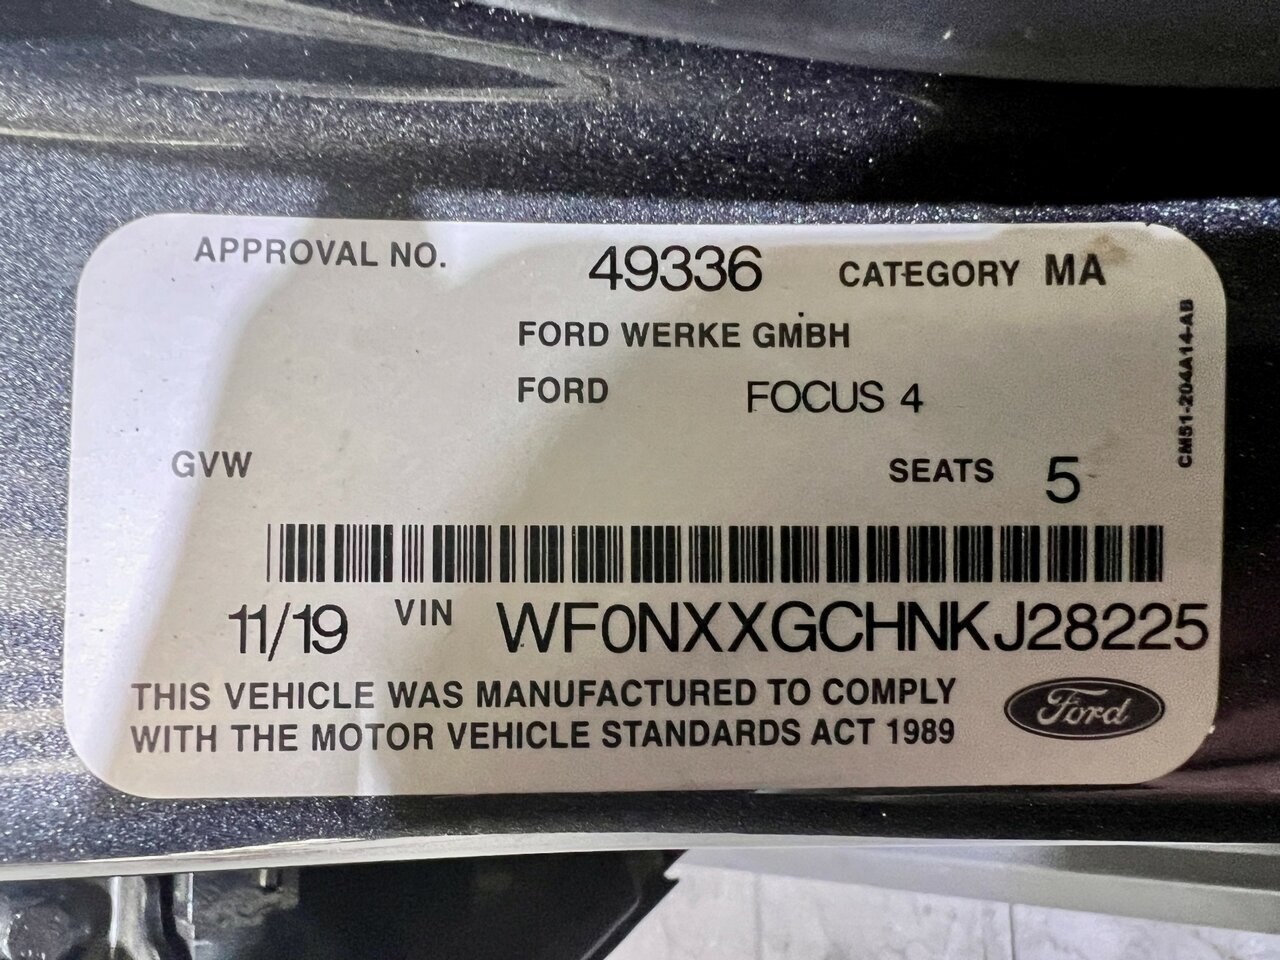 APPROVAL NO. 49336 CATEGORY MA
FORD WERKE GMBH
FORD FOCUS 4
GVW SEATS 5
CM51-204A14-AB
11/19 VIN WF0NXXGCHNKJ28225
THIS VEHICLE WAS MANUFACTURED TO COMPLY
WITH THE MOTOR VEHICLE STANDARDS ACT 1989
Ford